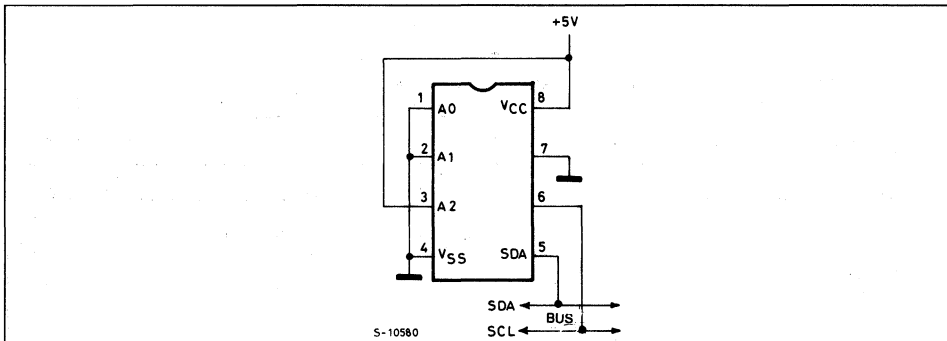 +5V
1 A0 VCC 8
2 A1 7
3 A2 6
4 VSS SDA 5
SDA
BUS
SCL
S-10580